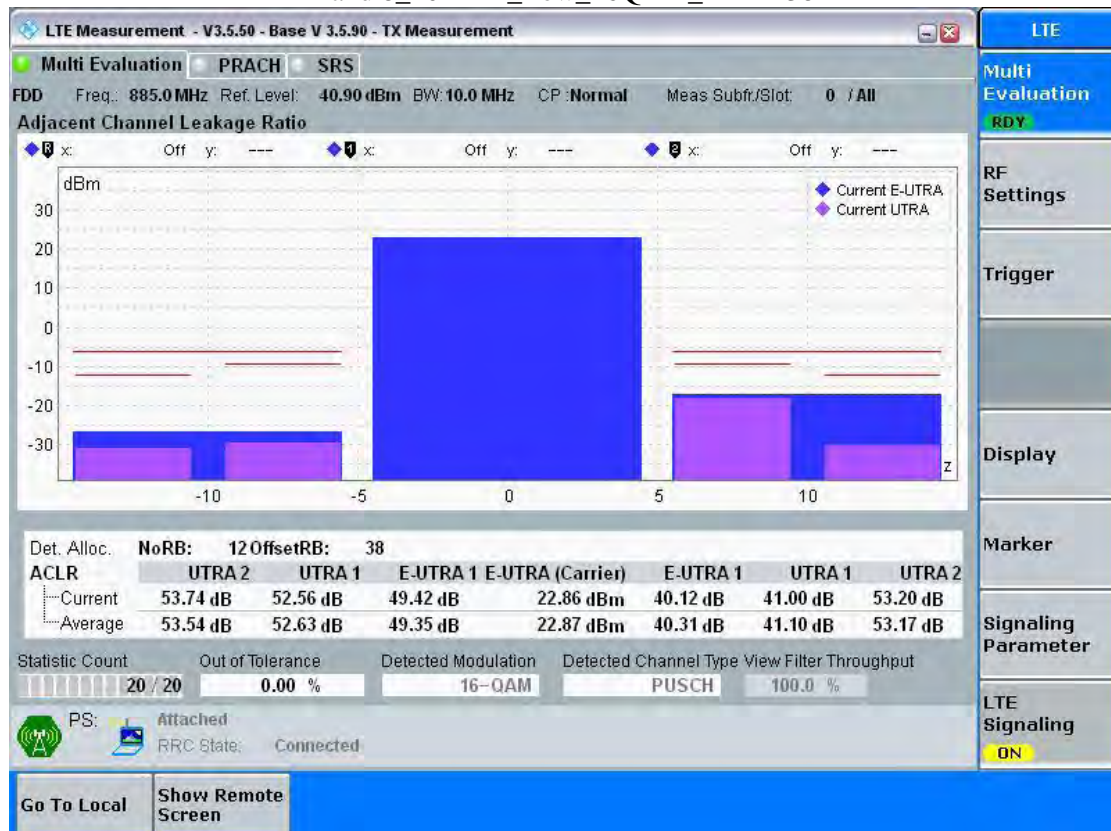 LTE Measurement - V3.5.50 - Base V 3.5.90 - TX Measurement
LTE
Multi Evaluation PRACH SRS
Multi Evaluation
RDY
FDD Freq.: 885.0 MHz Ref. Level: 40.90 dBm BW: 10.0 MHz CP :Normal Meas Subfr./Slot: 0 / All
Adjacent Channel Leakage Ratio
R x: Off y: --- 1 x: Off y: --- 2 x: Off y: ---
dBm
Current E-UTRA
Current UTRA
30
20
10
0
-10
-20
-30
z
-10 -5 0 5 10
RF Settings
Trigger
Display
Marker
Signaling Parameter
LTE Signaling
ON
Det. Alloc. NoRB: 12 OffsetRB: 38
ACLR UTRA 2 UTRA 1 E-UTRA 1 E-UTRA (Carrier) E-UTRA 1 UTRA 1 UTRA 2
Current 53.74 dB 52.56 dB 49.42 dB 22.86 dBm 40.12 dB 41.00 dB 53.20 dB
Average 53.54 dB 52.63 dB 49.35 dB 22.87 dBm 40.31 dB 41.10 dB 53.17 dB
Statistic Count Out of Tolerance Detected Modulation Detected Channel Type View Filter Throughput
20 / 20 0.00 % 16-QAM PUSCH 100.0 %
PS: Attached
RRC State: Connected
Go To Local
Show Remote Screen